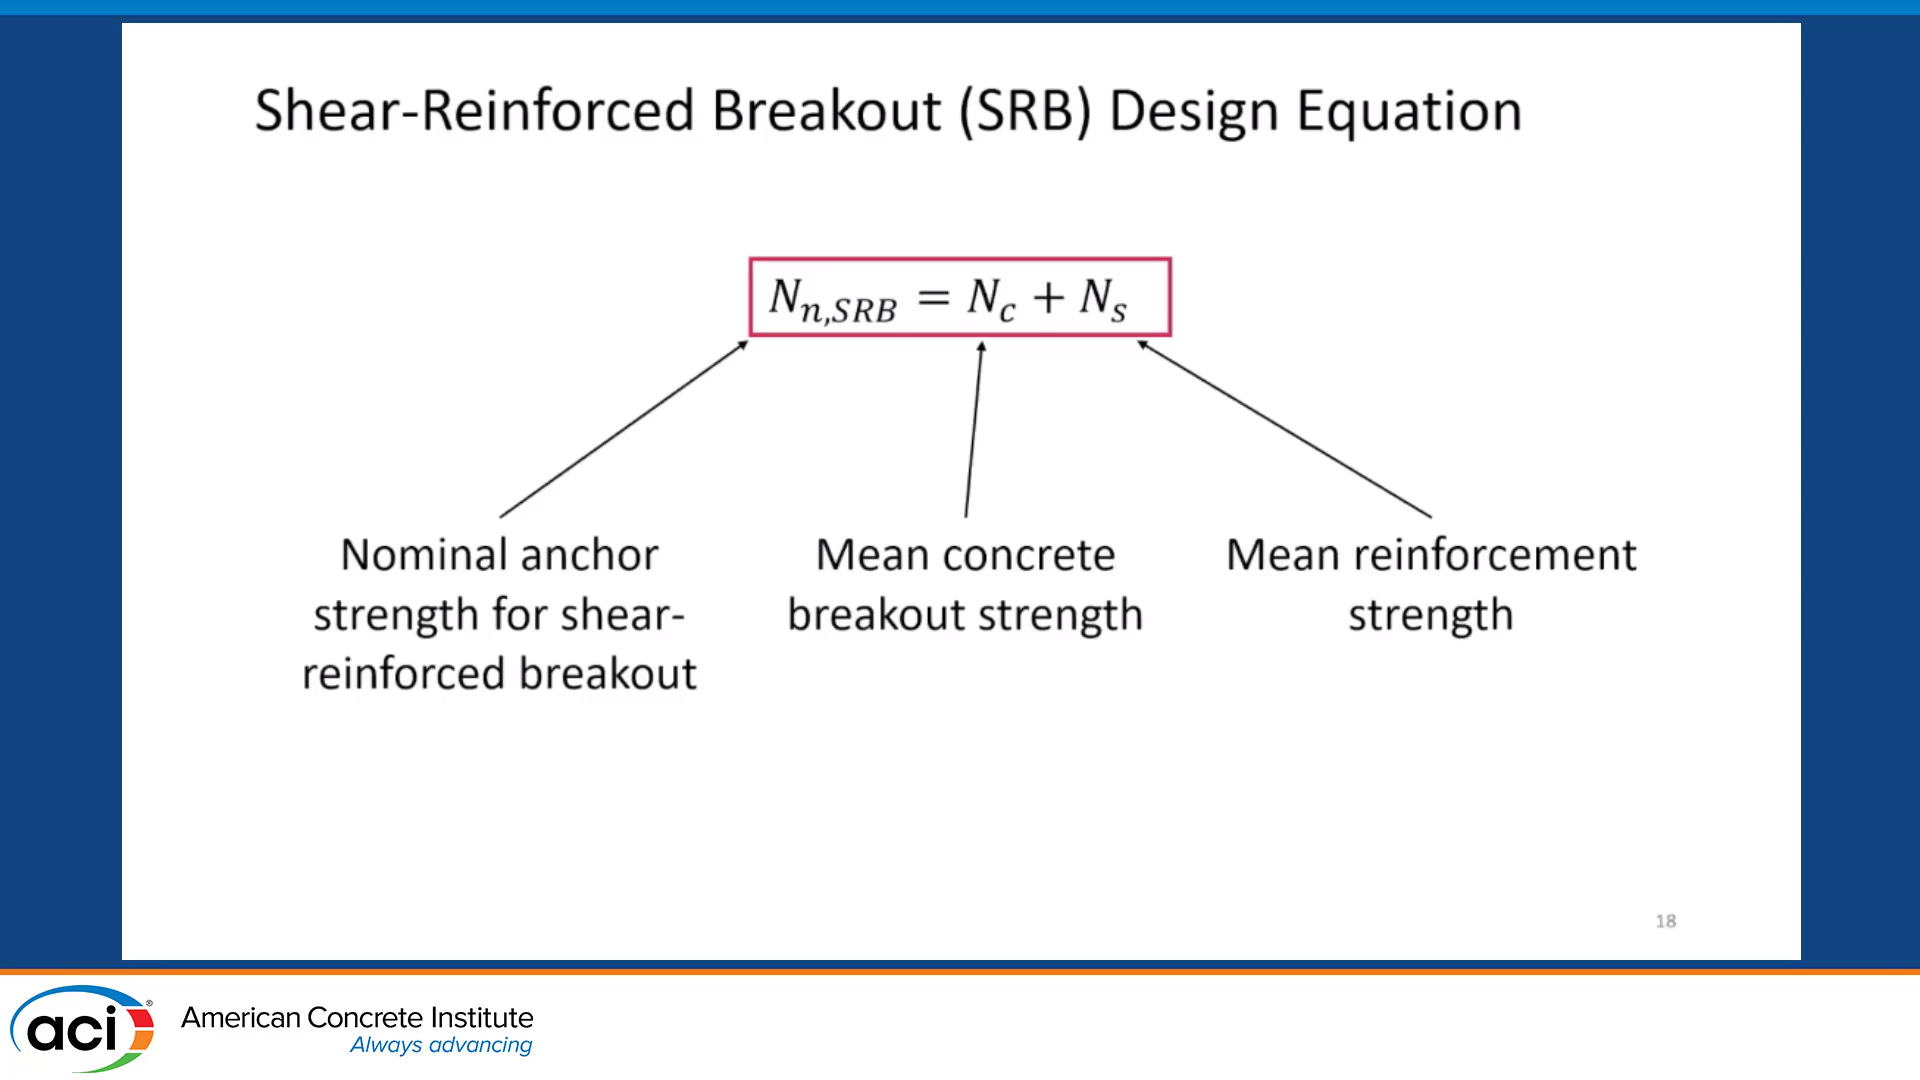 Shear-Reinforced Breakout (SRB) Design Equation
N_{n,SRB} = N_c + N_s
Nominal anchor
strength for shear-
reinforced breakout
Mean concrete
breakout strength
Mean reinforcement
strength
18
aci®
American Concrete Institute
Always advancing